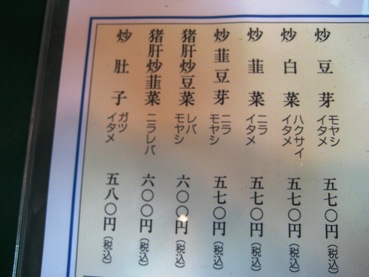 炒豆芽 モヤシイタメ 五七〇円(税込)
炒白菜 ハクサイイタメ 五七〇円(税込)
炒韮菜 ニライタメ 五七〇円(税込)
炒韮豆芽 ニラモヤシ 五七〇円(税込)
猪肝炒豆菜 レバモヤシ 六〇〇円(税込)
猪肝炒韮菜 ニラレバ 六〇〇円(税込)
炒肚子 ガツイタメ 五八〇円(税込)